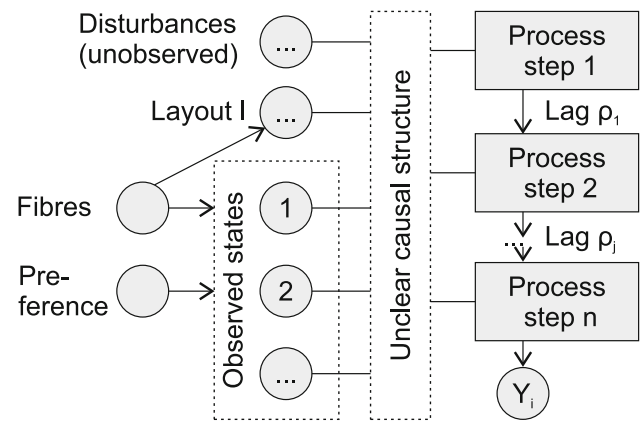 Disturbances
(unobserved)
...
Layout I
...
Fibres
Pre-
ference
Observed states
1
2
...
Unclear causal structure
Process
step 1
Lag ρ₁
Process
step 2
...
Lag ρⱼ
Process
step n
Yᵢ